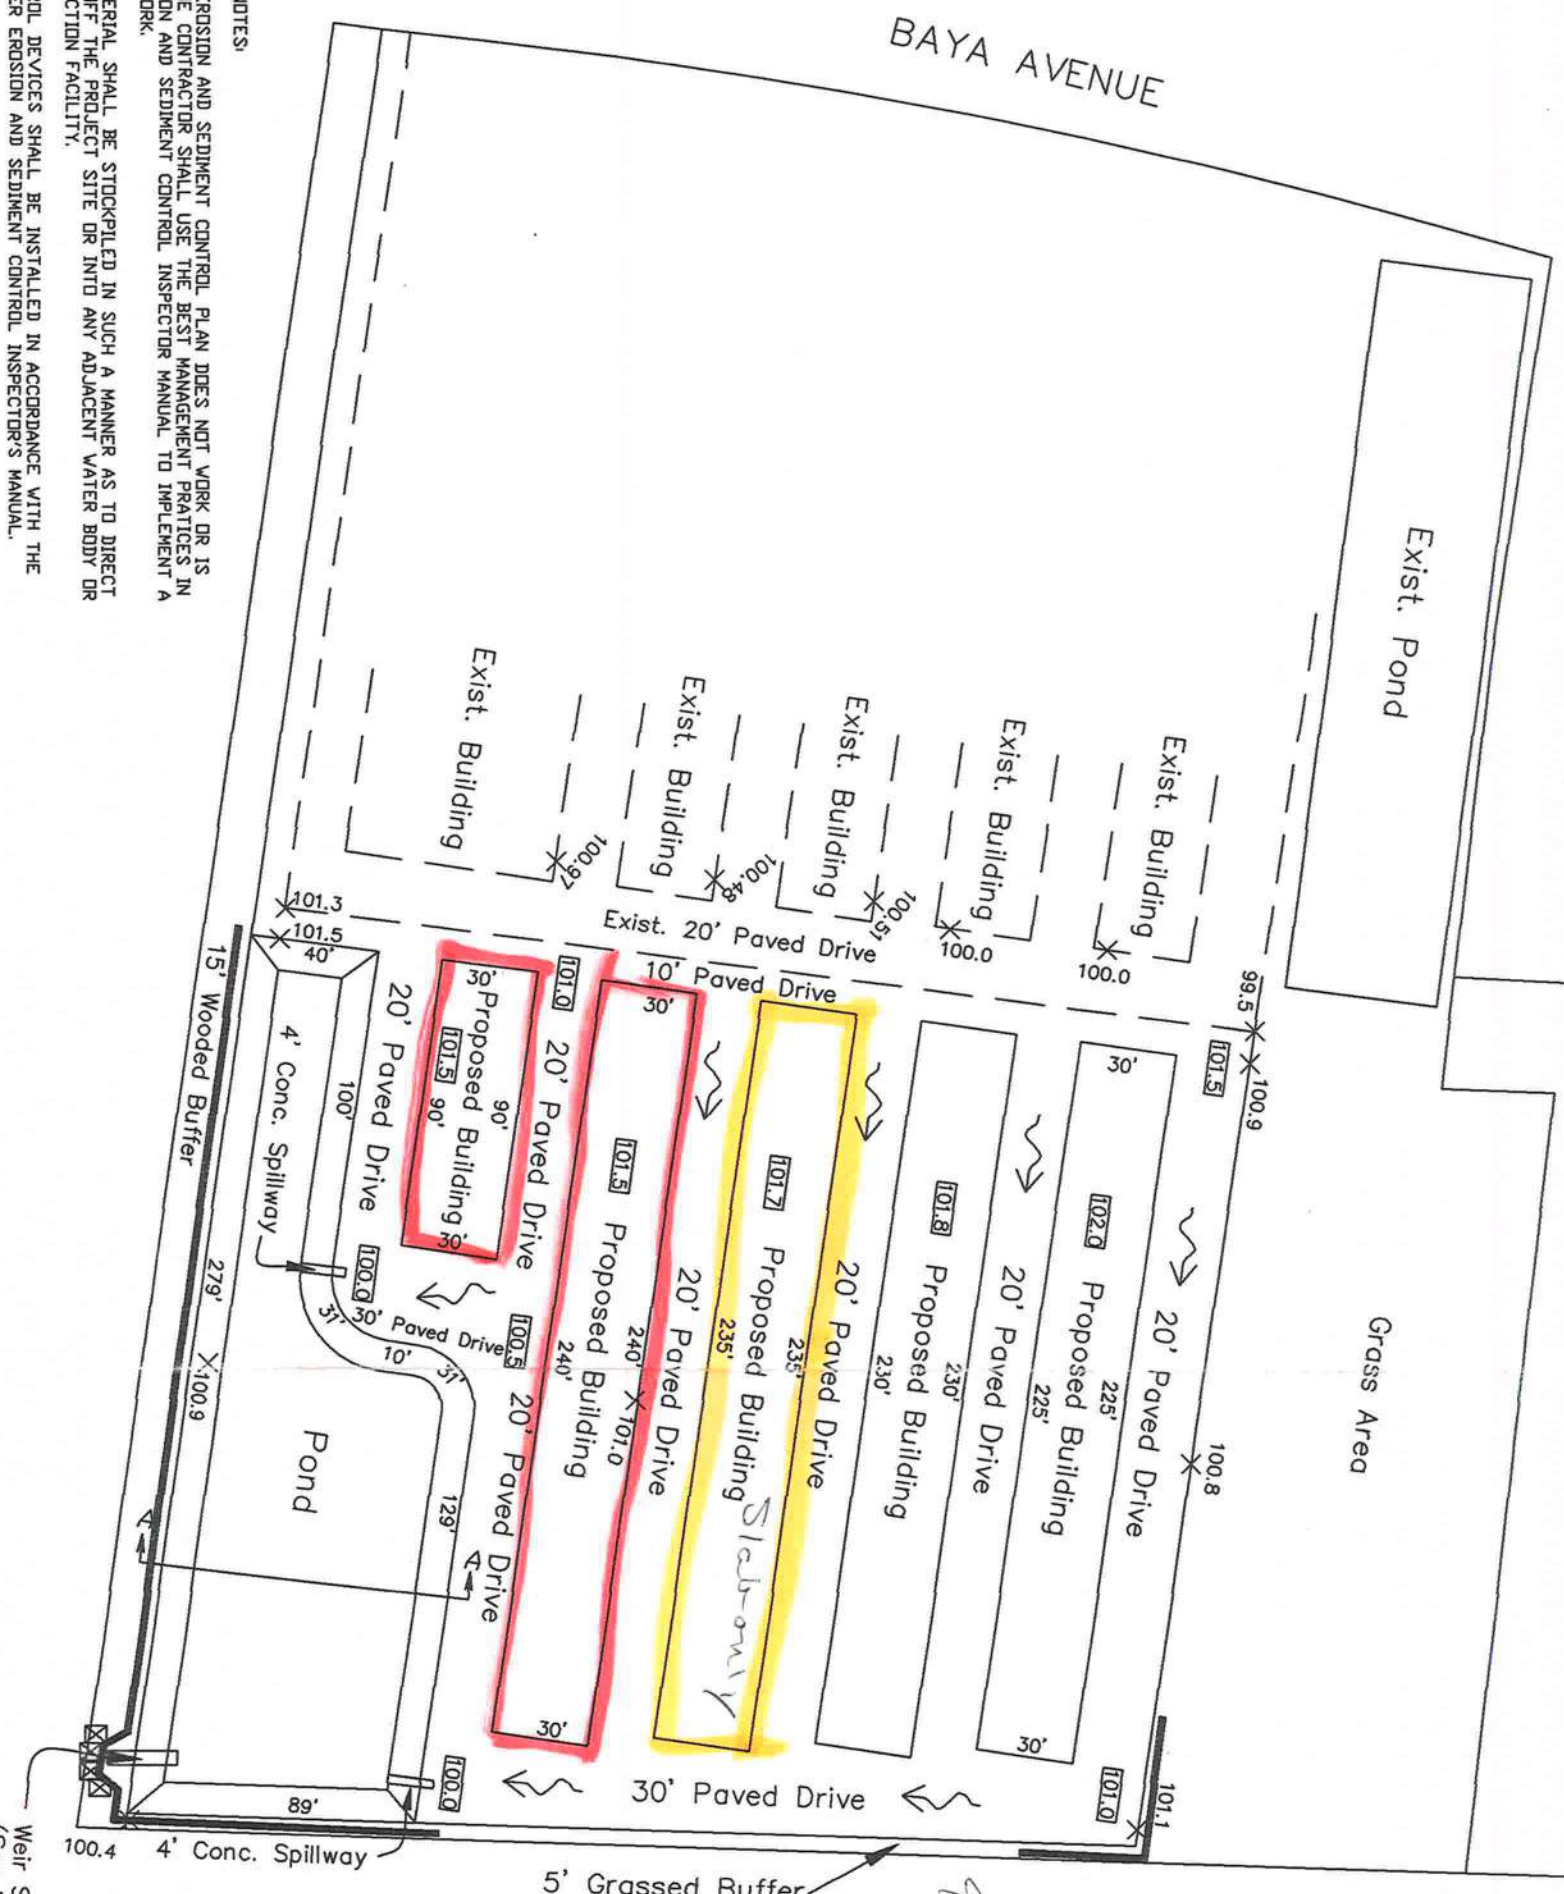 BAYA AVENUE
NOTES:
EROSION AND SEDIMENT CONTROL PLAN DOES NOT WORK OR IS
E CONTRACTOR SHALL USE THE BEST MANAGEMENT PRATICES IN
ON AND SEDIMENT CONTROL INSPECTOR MANUAL TO IMPLEMENT A
ORK.
ERIAL SHALL BE STOCKPILED IN SUCH A MANNER AS TO DIRECT
FF THE PROJECT SITE OR INTO ANY ADJACENT WATER BODY OR
CTION FACILITY.
OL DEVICES SHALL BE INSTALLED IN ACCORDANCE WITH THE
ER EROSION AND SEDIMENT CONTROL INSPECTOR'S MANUAL.
Exist. Pond
Exist. Building
Exist. Building
Exist. Building
Exist. Building
Exist. Building
100.97
100.48
100.51
100.0
100.0
99.5
100.9
101.5
101.3
101.5
40'
Exist. 20' Paved Drive
10' Paved Drive
15' Wooded Buffer
279'
100.9
4' Conc. Spillway
100'
20' Paved Drive
30'
Proposed Building
101.5
90'
90'
30'
101.0
20' Paved Drive
100.0
31'
30' Paved Drive
10'
31'
100.5
20' Paved Drive
129'
Pond
A
A
30'
101.5
Proposed Building
240'
240'
101.0
30'
20' Paved Drive
101.7
Proposed Building
235'
235'
Slab-only
20' Paved Drive
101.8
Proposed Building
230'
230'
20' Paved Drive
30'
102.0
Proposed Building
225'
225'
30'
20' Paved Drive
100.8
Grass Area
101.0
101.1
30' Paved Drive
100.0
89'
100.4
4' Conc. Spillway
5' Grassed Buffer
Weir S